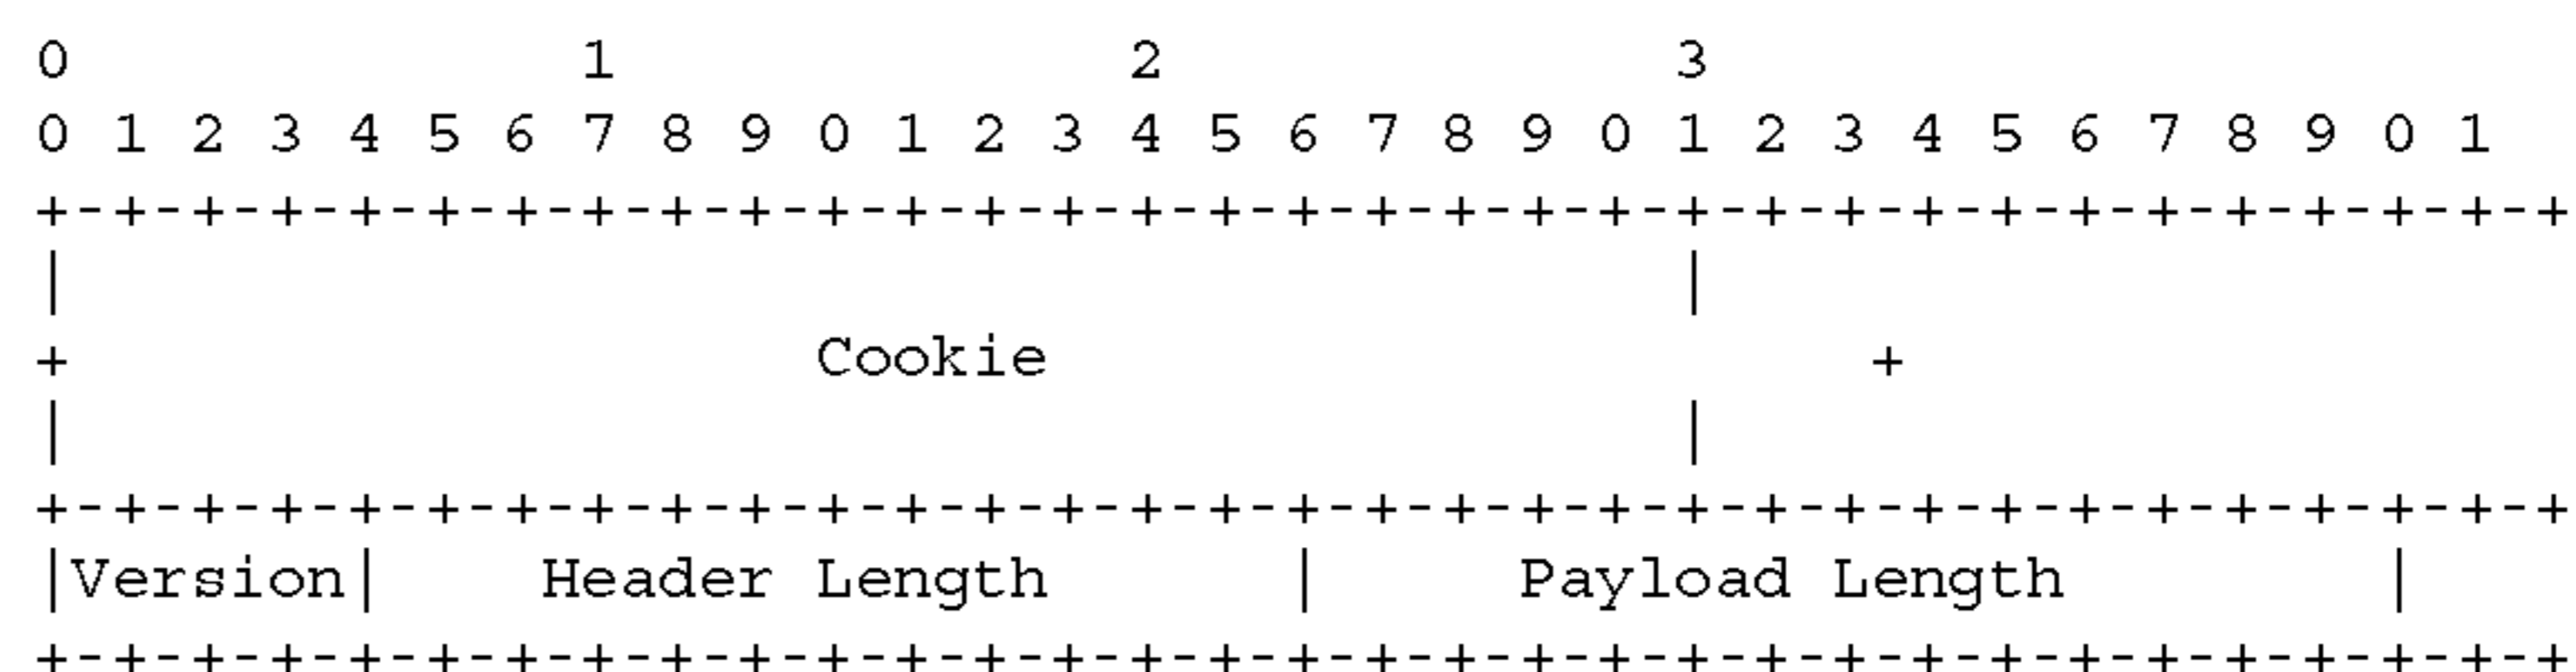 0             1             2             3
0 1 2 3 4 5 6 7 8 9 0 1 2 3 4 5 6 7 8 9 0 1 2 3 4 5 6 7 8 9 0 1
+-+-+-+-+-+-+-+-+-+-+-+-+-+-+-+-+-+-+-+-+-+-+-+-+-+-+-+-+-+-+-+-+
|                                         |
+                   Cookie                     +
|                                         |
+-+-+-+-+-+-+-+-+-+-+-+-+-+-+-+-+-+-+-+-+-+-+-+-+-+-+-+-+-+-+-+-+
|Version|    Header Length      |     Payload Length        |
+-+-+-+-+-+-+-+-+-+-+-+-+-+-+-+-+-+-+-+-+-+-+-+-+-+-+-+-+-+-+-+-+